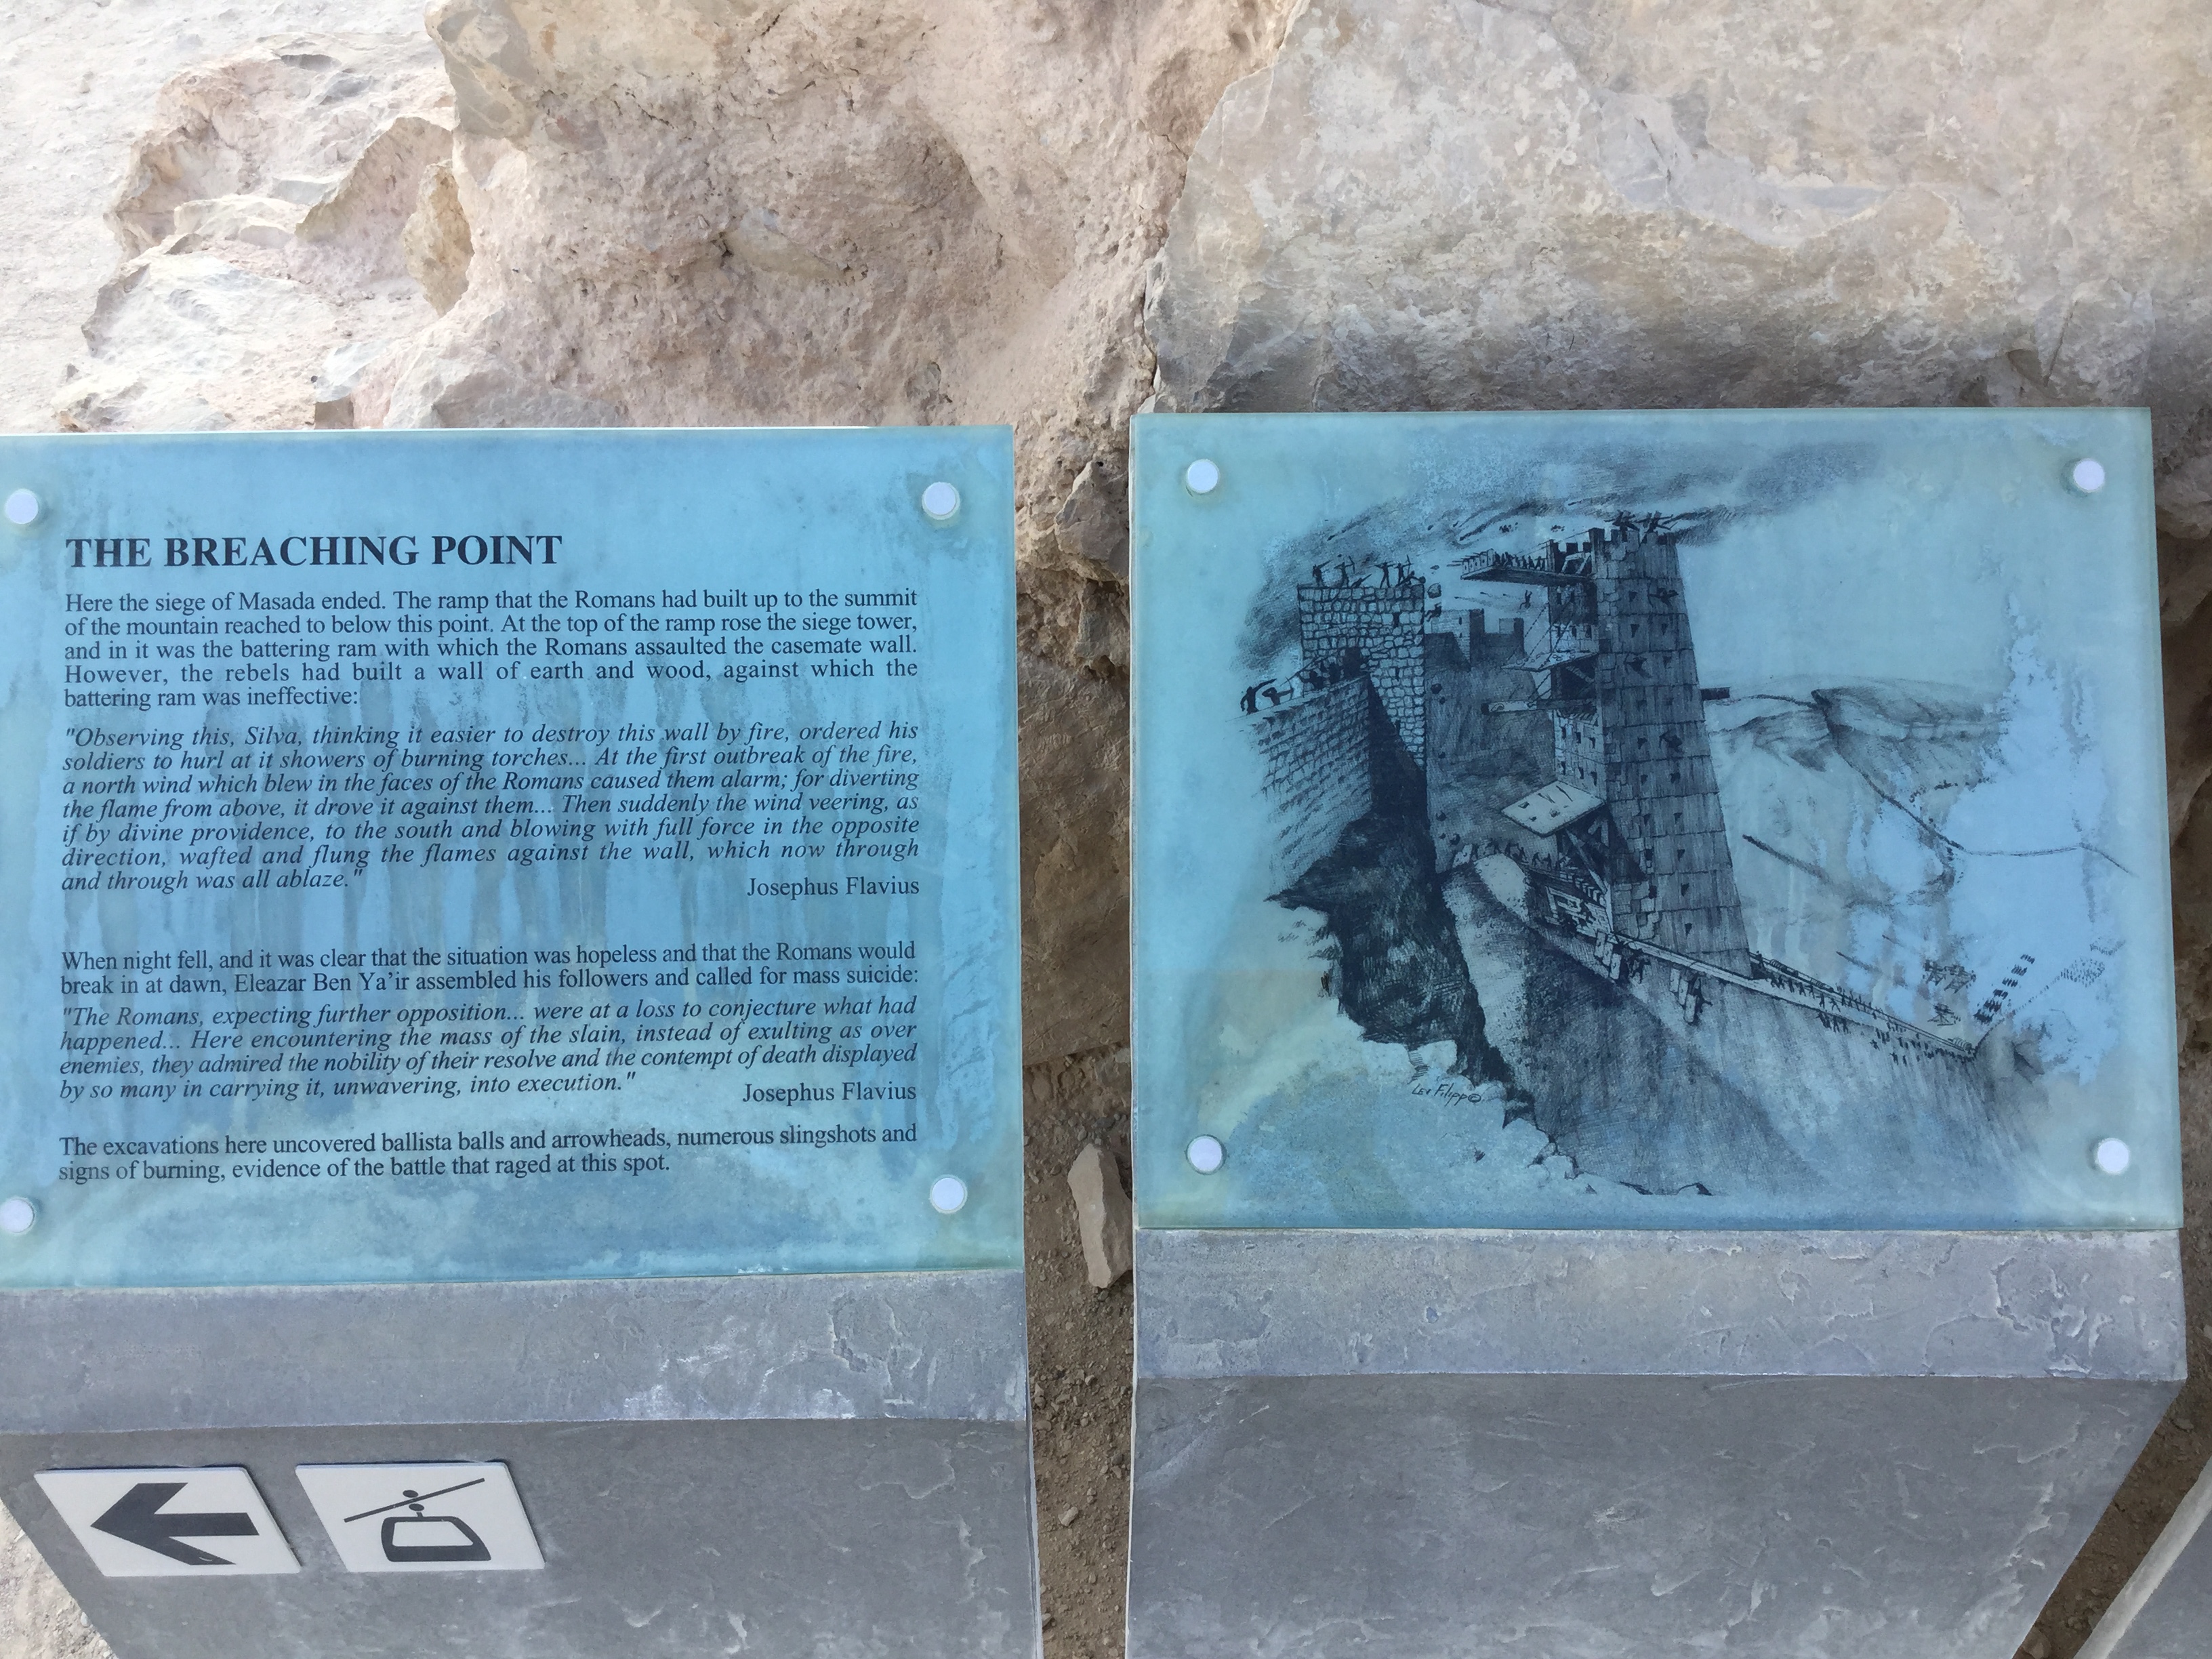 THE BREACHING POINT
Here the siege of Masada ended. The ramp that the Romans had built up to the summit
of the mountain reached to below this point. At the top of the ramp rose the siege tower,
and in it was the battering ram with which the Romans assaulted the casemate wall.
However, the rebels had built a wall of earth and wood, against which the
battering ram was ineffective:
"Observing this, Silva, thinking it easier to destroy this wall by fire, ordered his
soldiers to hurl at it showers of burning torches... At the first outbreak of the fire,
a north wind which blew in the faces of the Romans caused them alarm; for diverting
the flame from above, it drove it against them... Then suddenly the wind veering, as
if by divine providence, to the south and blowing with full force in the opposite
direction, wafted and flung the flames against the wall, which now through
and through was all ablaze."
Josephus Flavius
When night fell, and it was clear that the situation was hopeless and that the Romans would
break in at dawn, Eleazar Ben Ya'ir assembled his followers and called for mass suicide:
"The Romans, expecting further opposition... were at a loss to conjecture what had
happened... Here encountering the mass of the slain, instead of exulting as over
enemies, they admired the nobility of their resolve and the contempt of death displayed
by so many in carrying it, unwavering, into execution."
Josephus Flavius
The excavations here uncovered ballista balls and arrowheads, numerous slingshots and
signs of burning, evidence of the battle that raged at this spot.